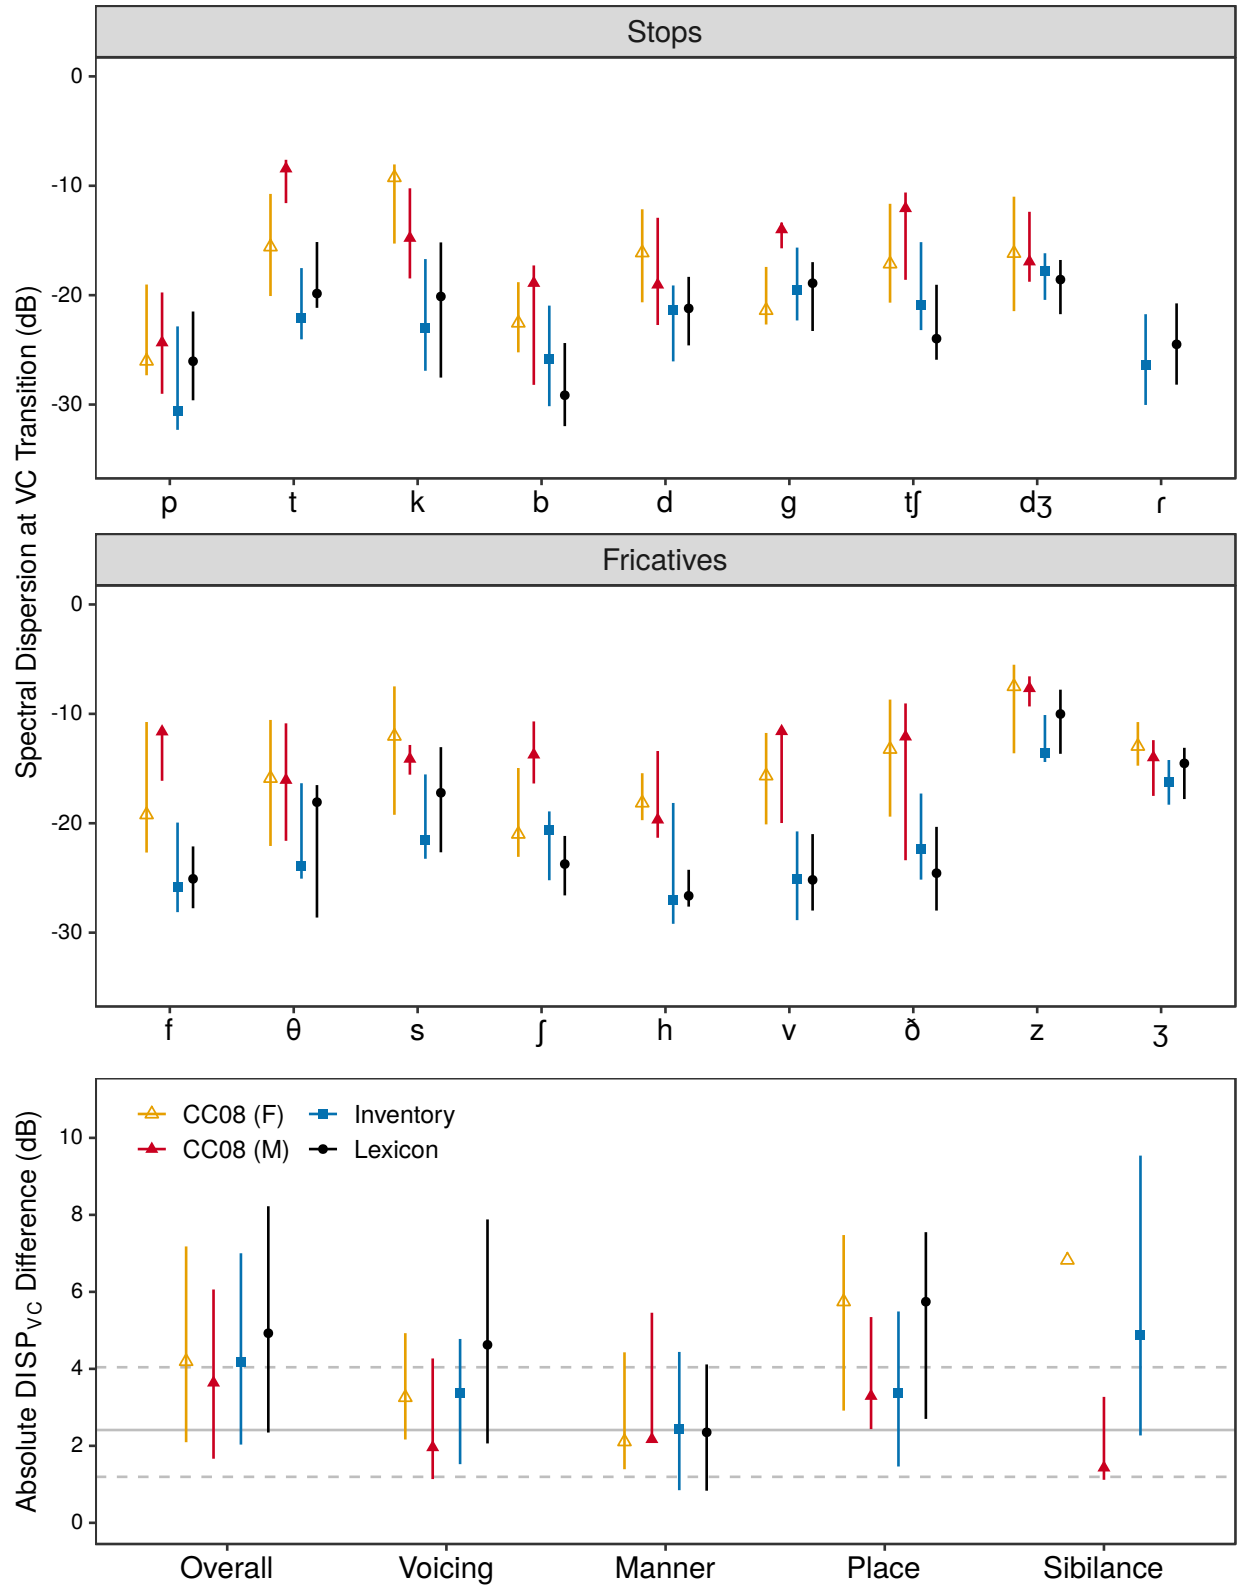 Stops
Spectral Dispersion at VC Transition (dB)
0
-10
-20
-30
p t k b d g tʃ dʒ ɾ
Fricatives
0
-10
-20
-30
f θ s ʃ h v ð z ʒ
Absolute DISPVC Difference (dB)
CC08 (F) Inventory
CC08 (M) Lexicon
10
8
6
4
2
0
Overall Voicing Manner Place Sibilance